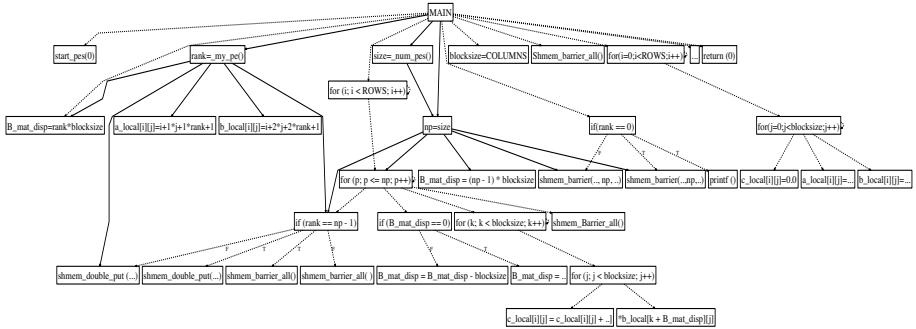 MAIN
start_pes(0)
rank=_my_pe()
size=_num_pes()
blocksize=COLUMNS
Shmem_barrier_all()
for(i=0;i<ROWS;i++)
...
return (0)
for (i; i < ROWS; i++)
B_mat_disp=rank*blocksize
a_local[i][j]=i+1*j+1*rank+1
b_local[i][j]=i+2*j+2*rank+1
np=size
if(rank == 0)
for(j=0;j<blocksize;j++)
F
T
T
for (p; p <= np; p++)
B_mat_disp = (np - 1) * blocksize
shmem_barrier(.., np, ..)
shmem_barrier(..,np,..)
printf ()
c_local[i][j]=0.0
a_local[i][j]=...
b_local[i][j]=...
if (rank == np - 1)
if (B_mat_disp == 0)
for (k; k < blocksize; k++)
shmem_Barrier_all()
F
T
T
F
F
T
shmem_double_put (...)
shmem_double_put(...)
shmem_barrier_all()
shmem_barrier_all( )
B_mat_disp = B_mat_disp - blocksize
B_mat_disp = ..
for (j; j < blocksize; j++)
c_local[i][j] = c_local[i][j] + ..]
*b_local[k + B_mat_disp][j]